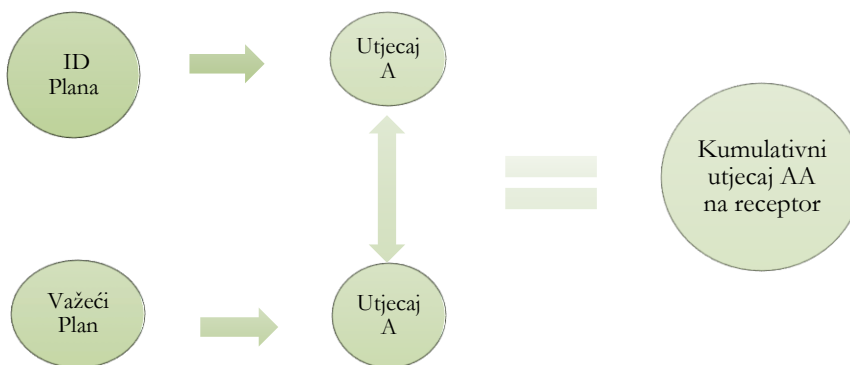 ID
Plana
Utjecaj
A
Kumulativni
utjecaj AA
na receptor
Važeći
Plan
Utjecaj
A